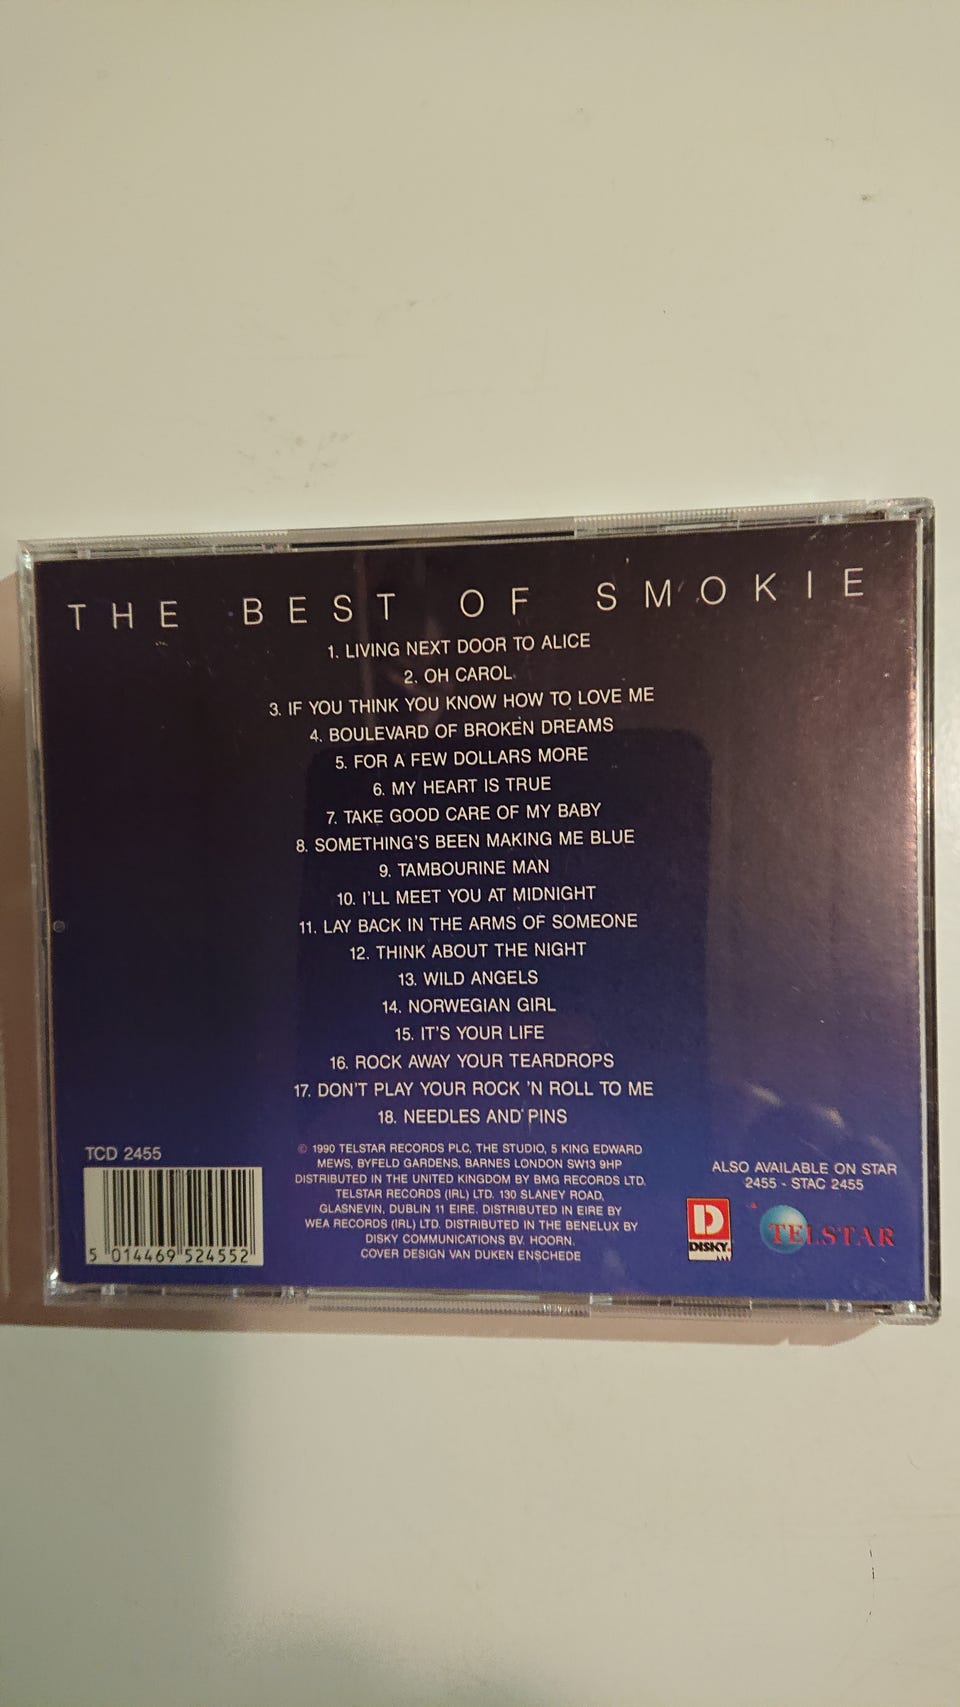 THE BEST OF SMOKIE
1. LIVING NEXT DOOR TO ALICE
2. OH CAROL
3. IF YOU THINK YOU KNOW HOW TO LOVE ME
4. BOULEVARD OF BROKEN DREAMS
5. FOR A FEW DOLLARS MORE
6. MY HEART IS TRUE
7. TAKE GOOD CARE OF MY BABY
8. SOMETHING'S BEEN MAKING ME BLUE
9. TAMBOURINE MAN
10. I'LL MEET YOU AT MIDNIGHT
11. LAY BACK IN THE ARMS OF SOMEONE
12. THINK ABOUT THE NIGHT
13. WILD ANGELS
14. NORWEGIAN GIRL
15. IT'S YOUR LIFE
16. ROCK AWAY YOUR TEARDROPS
17. DON'T PLAY YOUR ROCK 'N ROLL TO ME
18. NEEDLES AND PINS
TCD 2455
5 014469 524552
© 1990 TELSTAR RECORDS PLC, THE STUDIO, 5 KING EDWARD
MEWS, BYFELD GARDENS, BARNES LONDON SW13 9HP
DISTRIBUTED IN THE UNITED KINGDOM BY BMG RECORDS LTD.
TELSTAR RECORDS (IRL) LTD. 130 SLANEY ROAD,
GLASNEVIN, DUBLIN 11 EIRE. DISTRIBUTED IN EIRE BY
WEA RECORDS (IRL) LTD. DISTRIBUTED IN THE BENELUX BY
DISKY COMMUNICATIONS BV. HOORN.
COVER DESIGN VAN DUKEN ENSCHEDE
ALSO AVAILABLE ON STAR
2455 - STAC 2455
D
DISKY
TELSTAR